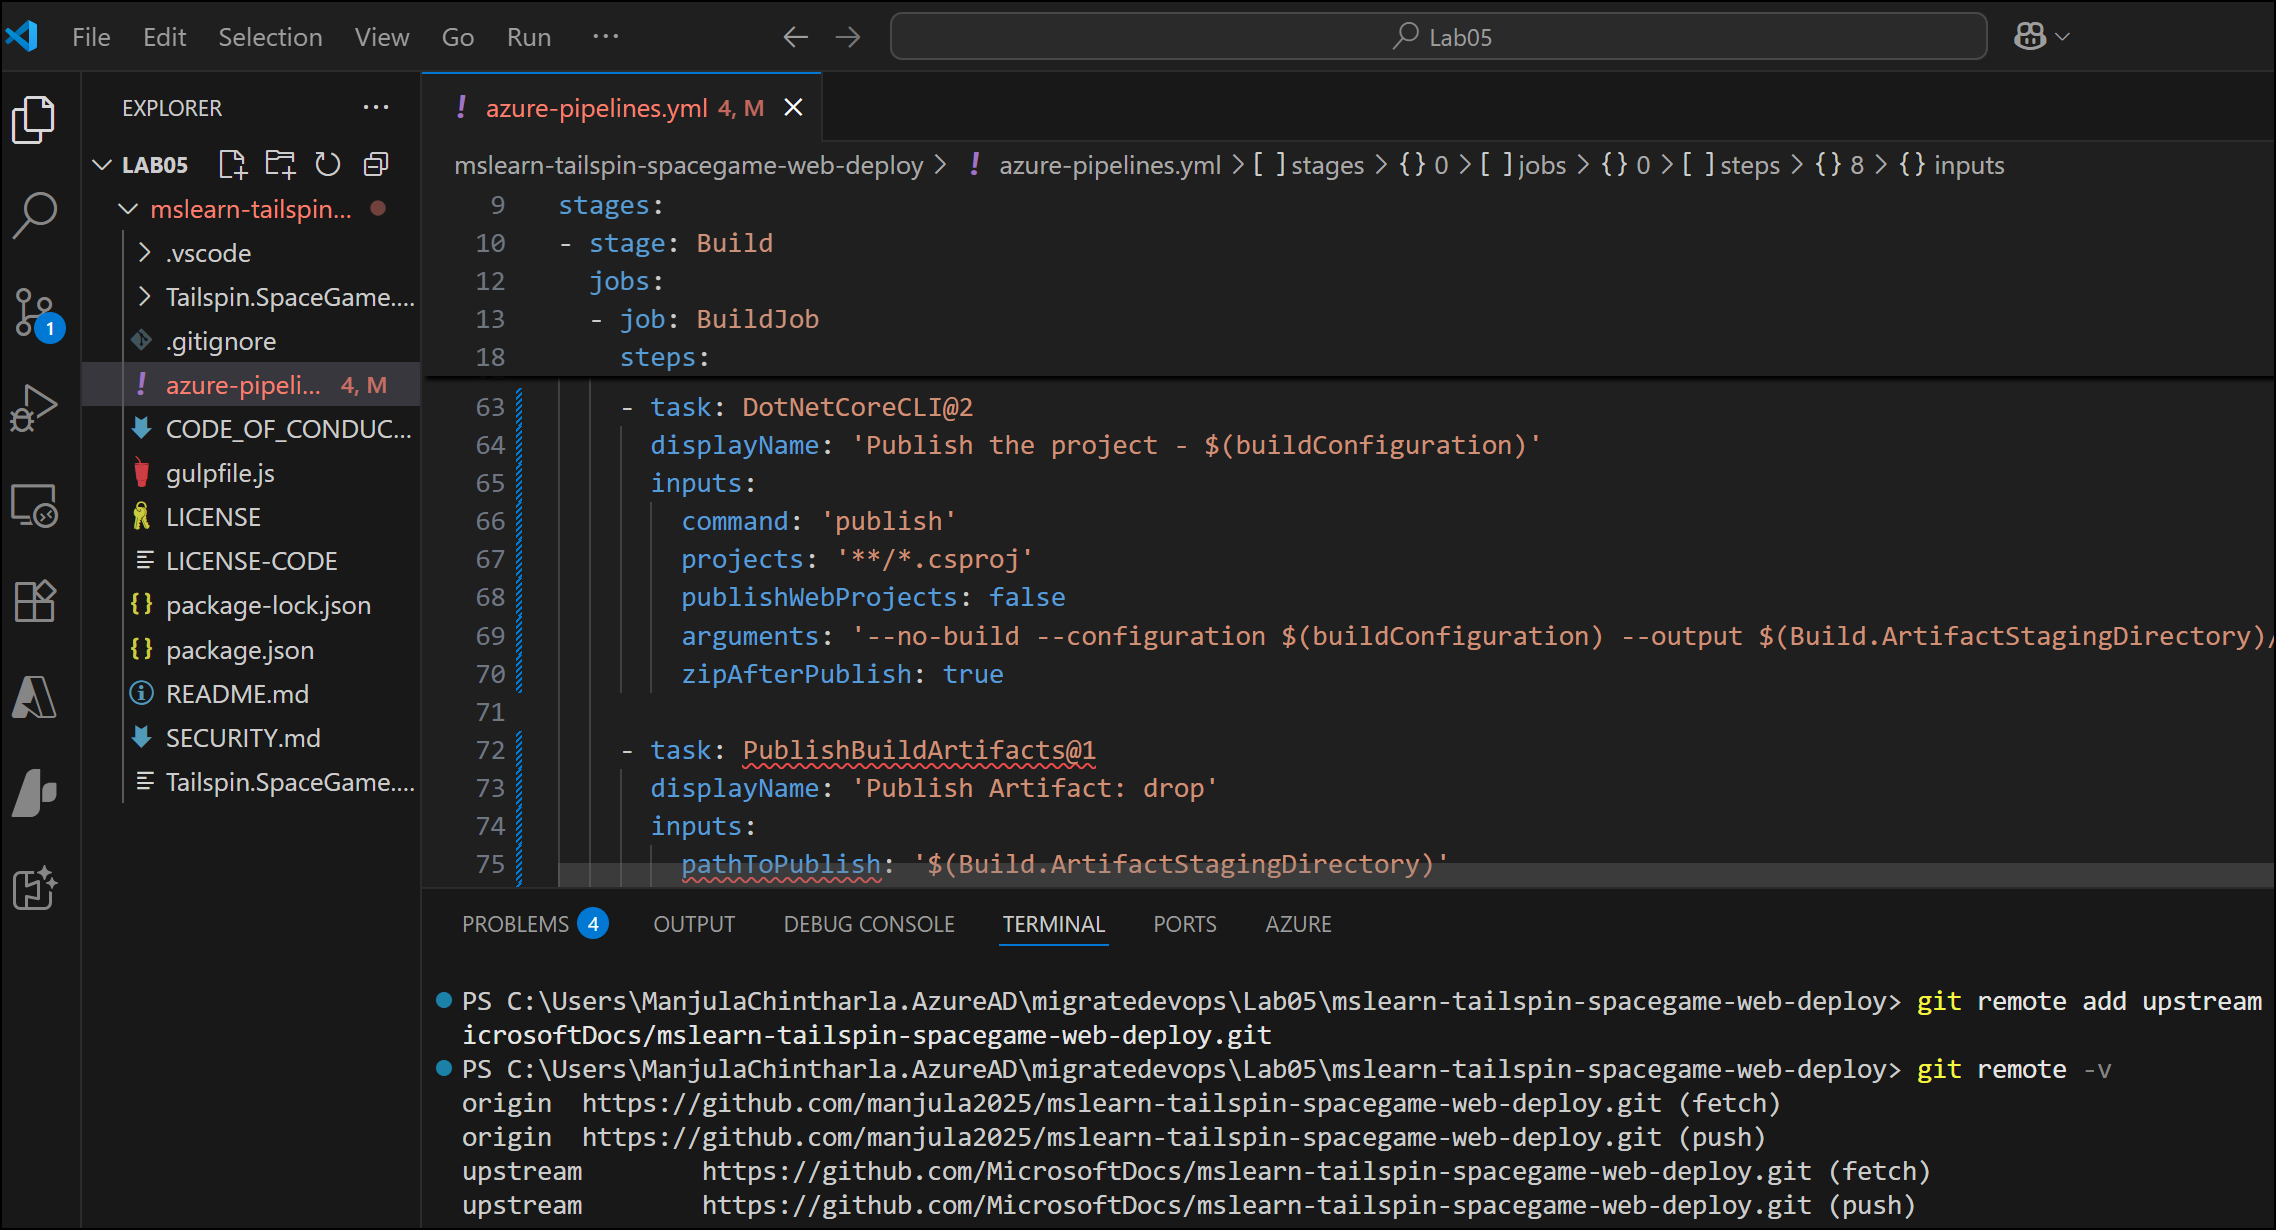 File Edit Selection View Go Run ···
Lab05
EXPLORER ···
LAB05
mslearn-tailspin...
.vscode
Tailspin.SpaceGame....
.gitignore
azure-pipeli... 4, M
CODE_OF_CONDUC...
gulpfile.js
LICENSE
LICENSE-CODE
package-lock.json
package.json
README.md
SECURITY.md
Tailspin.SpaceGame....
1
! azure-pipelines.yml 4, M
mslearn-tailspin-spacegame-web-deploy > ! azure-pipelines.yml > [ ] stages > {} 0 > [ ] jobs > {} 0 > [ ] steps > {} 8 > {} inputs
9 stages:
10 - stage: Build
12 jobs:
13 - job: BuildJob
18 steps:
63 - task: DotNetCoreCLI@2
64 displayName: 'Publish the project - $(buildConfiguration)'
65 inputs:
66 command: 'publish'
67 projects: '**/*.csproj'
68 publishWebProjects: false
69 arguments: '--no-build --configuration $(buildConfiguration) --output $(Build.ArtifactStagingDirectory)/
70 zipAfterPublish: true
71
72 - task: PublishBuildArtifacts@1
73 displayName: 'Publish Artifact: drop'
74 inputs:
75 pathToPublish: '$(Build.ArtifactStagingDirectory)'
PROBLEMS 4 OUTPUT DEBUG CONSOLE TERMINAL PORTS AZURE
PS C:\Users\ManjulaChintharla.AzureAD\migratedevops\Lab05\mslearn-tailspin-spacegame-web-deploy> git remote add upstream
icrosoftDocs/mslearn-tailspin-spacegame-web-deploy.git
PS C:\Users\ManjulaChintharla.AzureAD\migratedevops\Lab05\mslearn-tailspin-spacegame-web-deploy> git remote -v
origin https://github.com/manjula2025/mslearn-tailspin-spacegame-web-deploy.git (fetch)
origin https://github.com/manjula2025/mslearn-tailspin-spacegame-web-deploy.git (push)
upstream https://github.com/MicrosoftDocs/mslearn-tailspin-spacegame-web-deploy.git (fetch)
upstream https://github.com/MicrosoftDocs/mslearn-tailspin-spacegame-web-deploy.git (push)